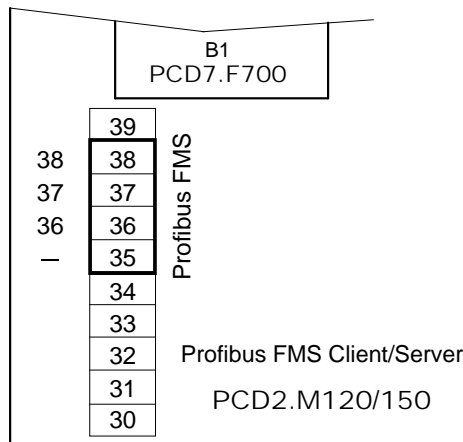 B1
PCD7.F700
39
38 38
37 37
36 36
— 35
34
33
32
31
30
Profibus FMS
Profibus FMS Client/Server
PCD2.M120/150